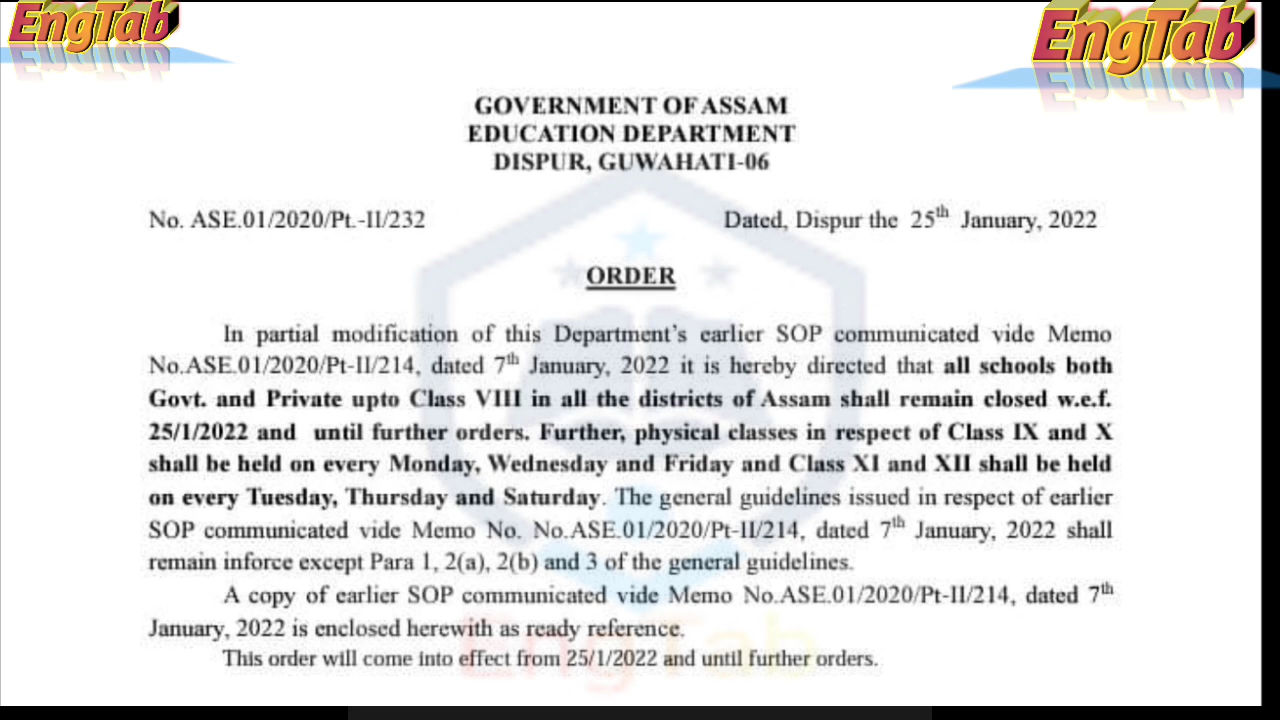 EngTab
EngTab
GOVERNMENT OF ASSAM
EDUCATION DEPARTMENT
DISPUR, GUWAHATI-06
No. ASE.01/2020/Pt.-II/232 Dated, Dispur the 25th January, 2022
ORDER
In partial modification of this Department's earlier SOP communicated vide Memo
No.ASE.01/2020/Pt-II/214, dated 7th January, 2022 it is hereby directed that all schools both
Govt. and Private upto Class VIII in all the districts of Assam shall remain closed w.e.f.
25/1/2022 and until further orders. Further, physical classes in respect of Class IX and X
shall be held on every Monday, Wednesday and Friday and Class XI and XII shall be held
on every Tuesday, Thursday and Saturday. The general guidelines issued in respect of earlier
SOP communicated vide Memo No. No.ASE.01/2020/Pt-II/214, dated 7th January, 2022 shall
remain inforce except Para 1, 2(a), 2(b) and 3 of the general guidelines.
A copy of earlier SOP communicated vide Memo No.ASE.01/2020/Pt-II/214, dated 7th
January, 2022 is enclosed herewith as ready reference.
EngTab
This order will come into effect from 25/1/2022 and until further orders.